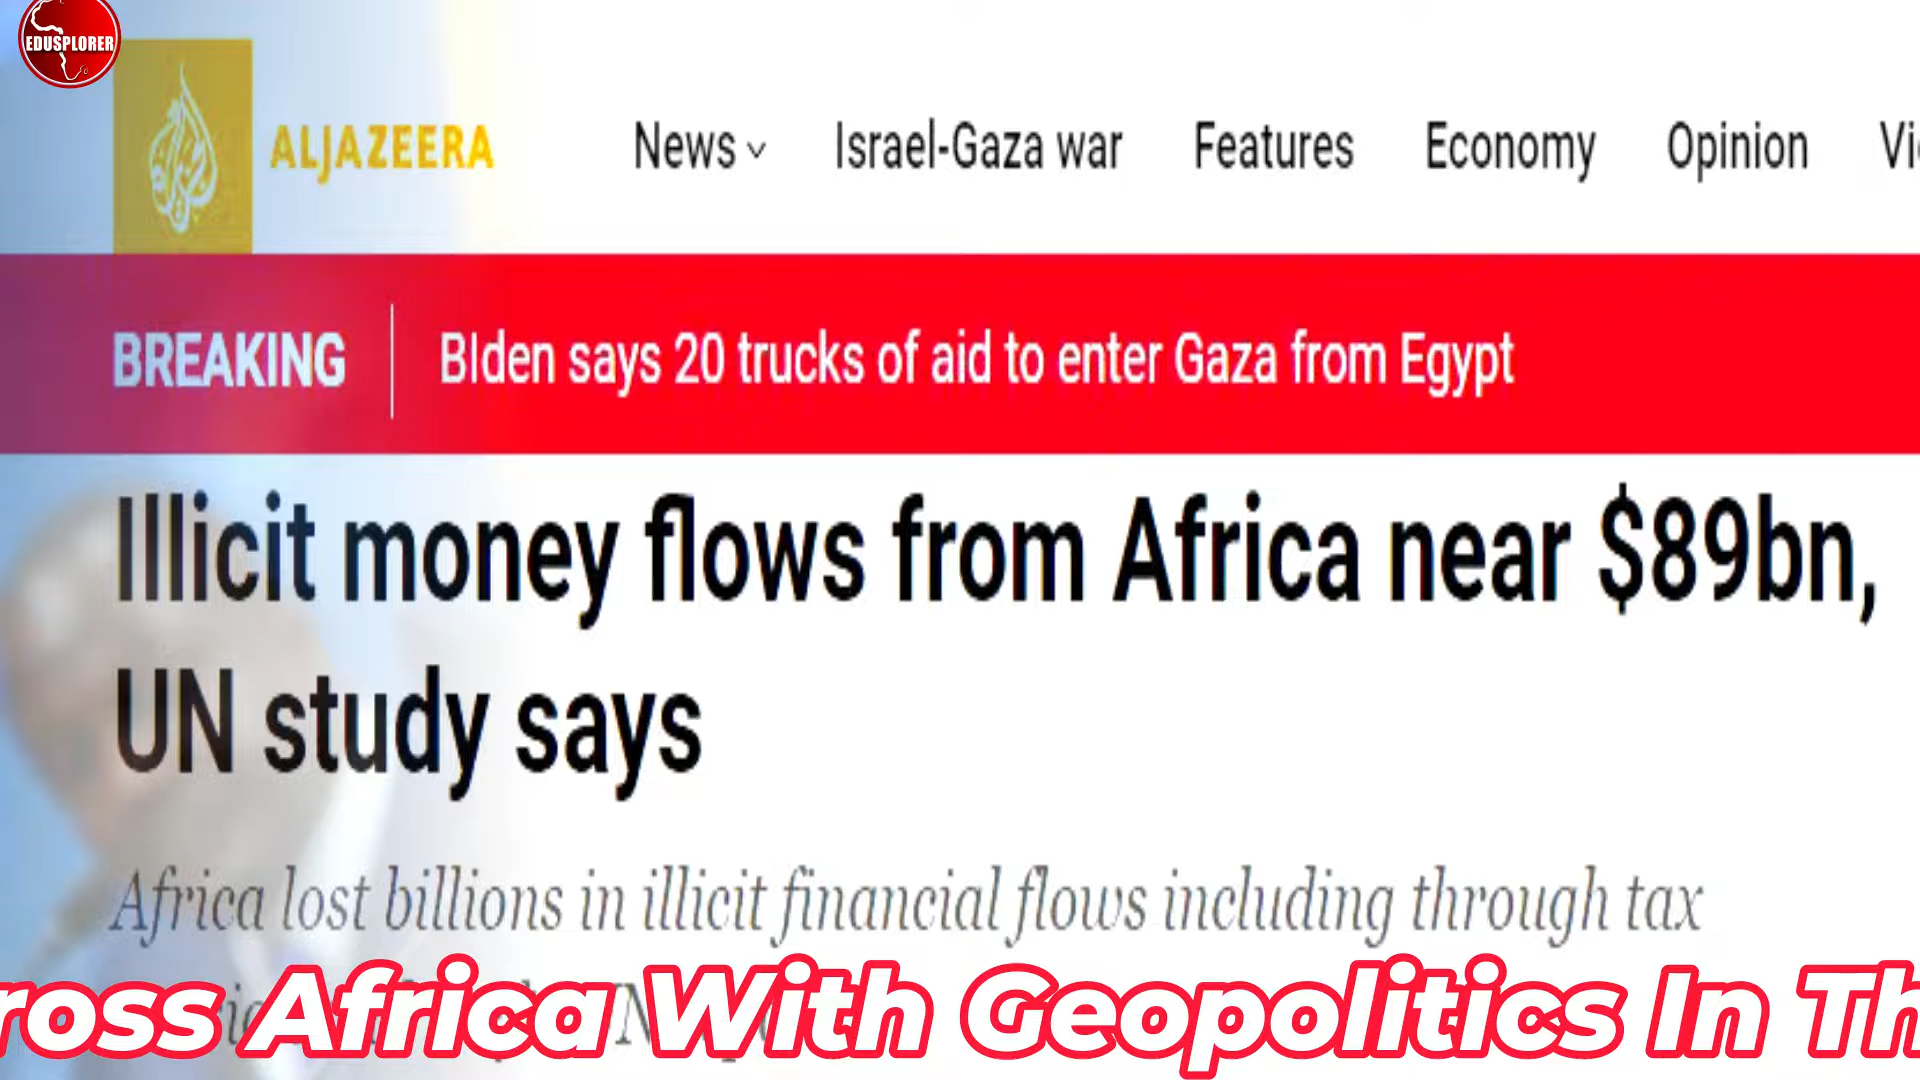 EDUSPLORER
ALJAZEERA
News Israel-Gaza war Features Economy Opinion
BREAKING
BIden says 20 trucks of aid to enter Gaza from Egypt
Illicit money flows from Africa near $89bn,
UN study says
Africa lost billions in illicit financial flows including through tax
ross Africa With Geopolitics In Th